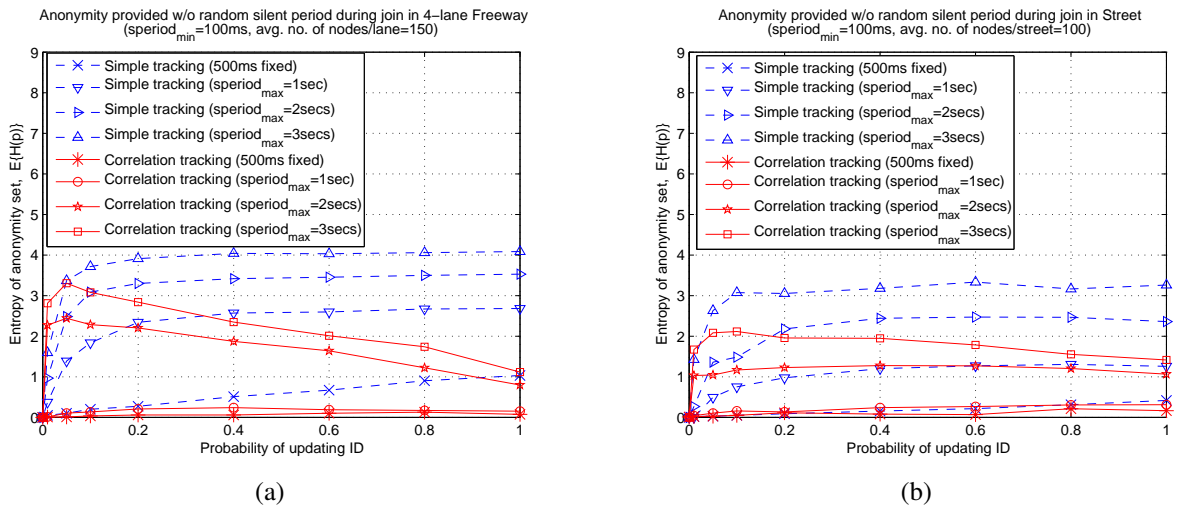 Anonymity provided w/o random silent period during join in 4−lane Freeway
(speriod_min=100ms, avg. no. of nodes/lane=150)
Entropy of anonymity set, E{H(p)}
9
8
7
6
5
4
3
2
1
0
Simple tracking (500ms fixed)
Simple tracking (speriod_max=1sec)
Simple tracking (speriod_max=2secs)
Simple tracking (speriod_max=3secs)
Correlation tracking (500ms fixed)
Correlation tracking (speriod_max=1sec)
Correlation tracking (speriod_max=2secs)
Correlation tracking (speriod_max=3secs)
0 0.2 0.4 0.6 0.8 1
Probability of updating ID
(a)
Anonymity provided w/o random silent period during join in Street
(speriod_min=100ms, avg. no. of nodes/street=100)
Entropy of anonymity set, E{H(p)}
9
8
7
6
5
4
3
2
1
0
Simple tracking (500ms fixed)
Simple tracking (speriod_max=1sec)
Simple tracking (speriod_max=2secs)
Simple tracking (speriod_max=3secs)
Correlation tracking (500ms fixed)
Correlation tracking (speriod_max=1sec)
Correlation tracking (speriod_max=2secs)
Correlation tracking (speriod_max=3secs)
0 0.2 0.4 0.6 0.8 1
Probability of updating ID
(b)